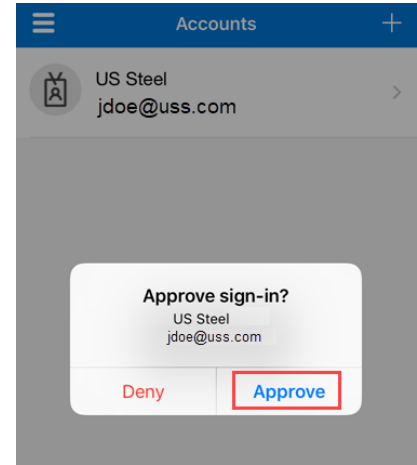 Accounts
US Steel
jdoe@uss.com
Approve sign-in?
US Steel
jdoe@uss.com
Deny Approve